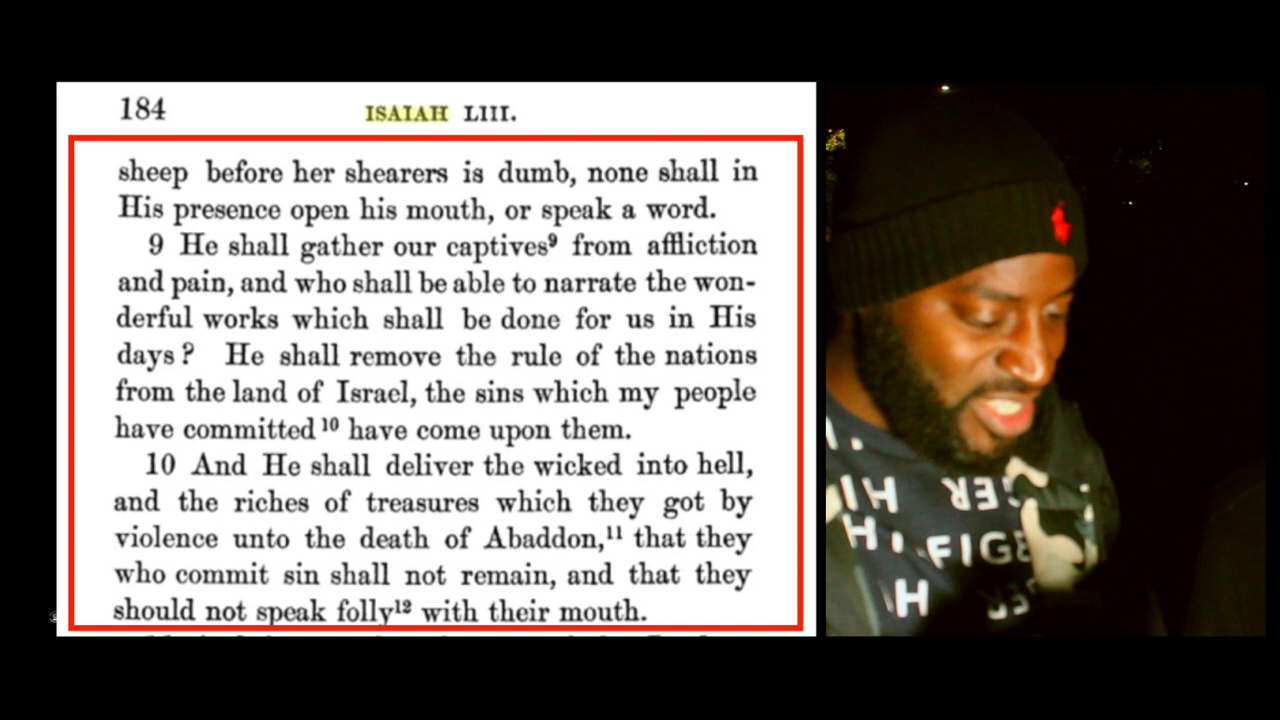 184 ISAIAH LIII.
sheep before her shearers is dumb, none shall in
His presence open his mouth, or speak a word.
9 He shall gather our captives⁹ from affliction
and pain, and who shall be able to narrate the won-
derful works which shall be done for us in His
days? He shall remove the rule of the nations
from the land of Israel, the sins which my people
have committed ¹⁰ have come upon them.
10 And He shall deliver the wicked into hell,
and the riches of treasures which they got by
violence unto the death of Abaddon,¹¹ that they
who commit sin shall not remain, and that they
should not speak folly¹² with their mouth.
HI
FIGE
H